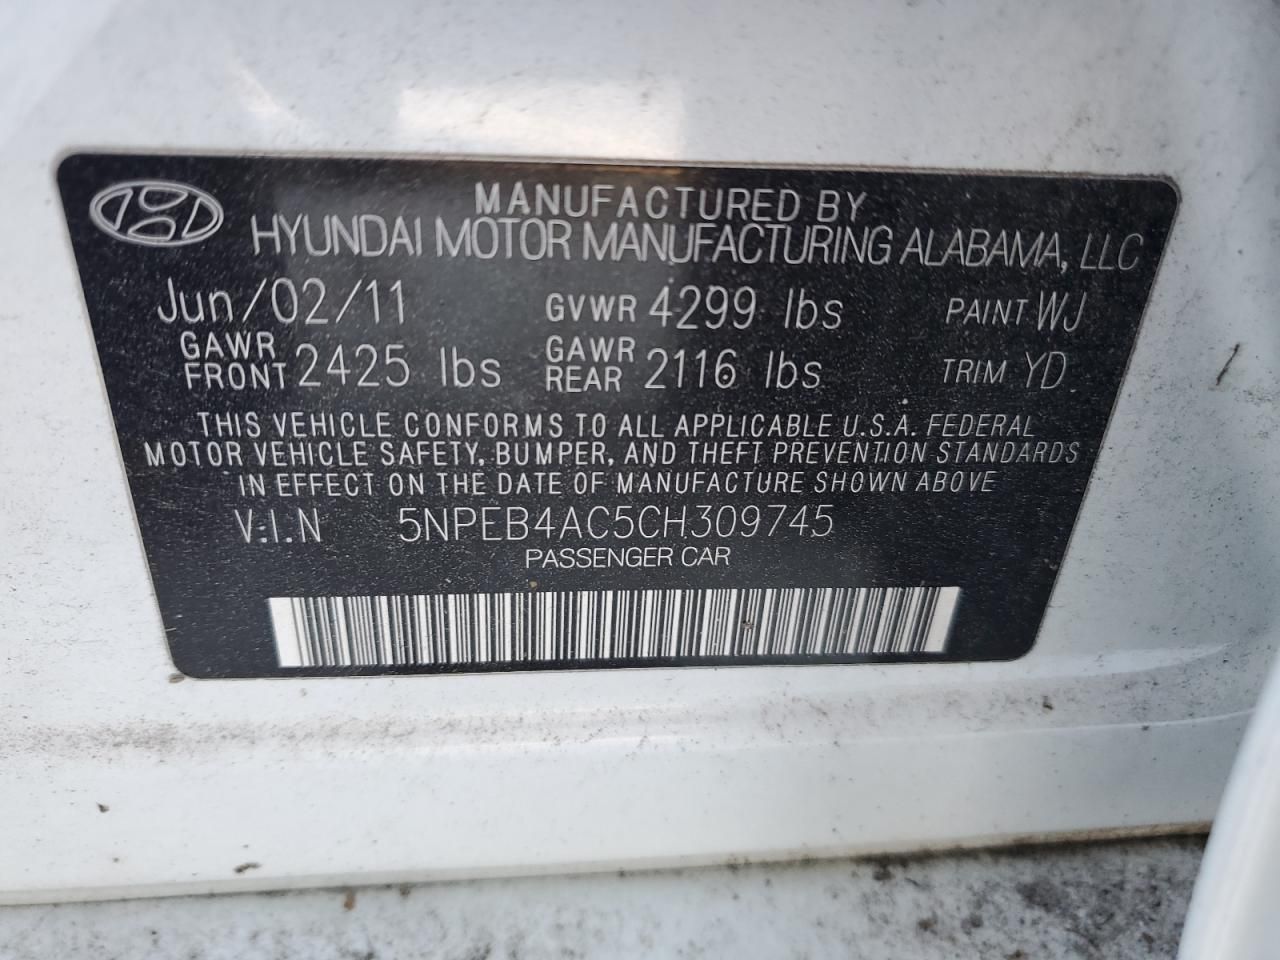 MANUFACTURED BY
HYUNDAI MOTOR MANUFACTURING ALABAMA, LLC
Jun/02/11 GVWR 4299 lbs PAINT WJ
GAWR FRONT 2425 lbs GAWR REAR 2116 lbs TRIM YD
THIS VEHICLE CONFORMS TO ALL APPLICABLE U.S.A. FEDERAL
MOTOR VEHICLE SAFETY, BUMPER, AND THEFT PREVENTION STANDARDS
IN EFFECT ON THE DATE OF MANUFACTURE SHOWN ABOVE
V.I.N 5NPEB4AC5CH309745
PASSENGER CAR